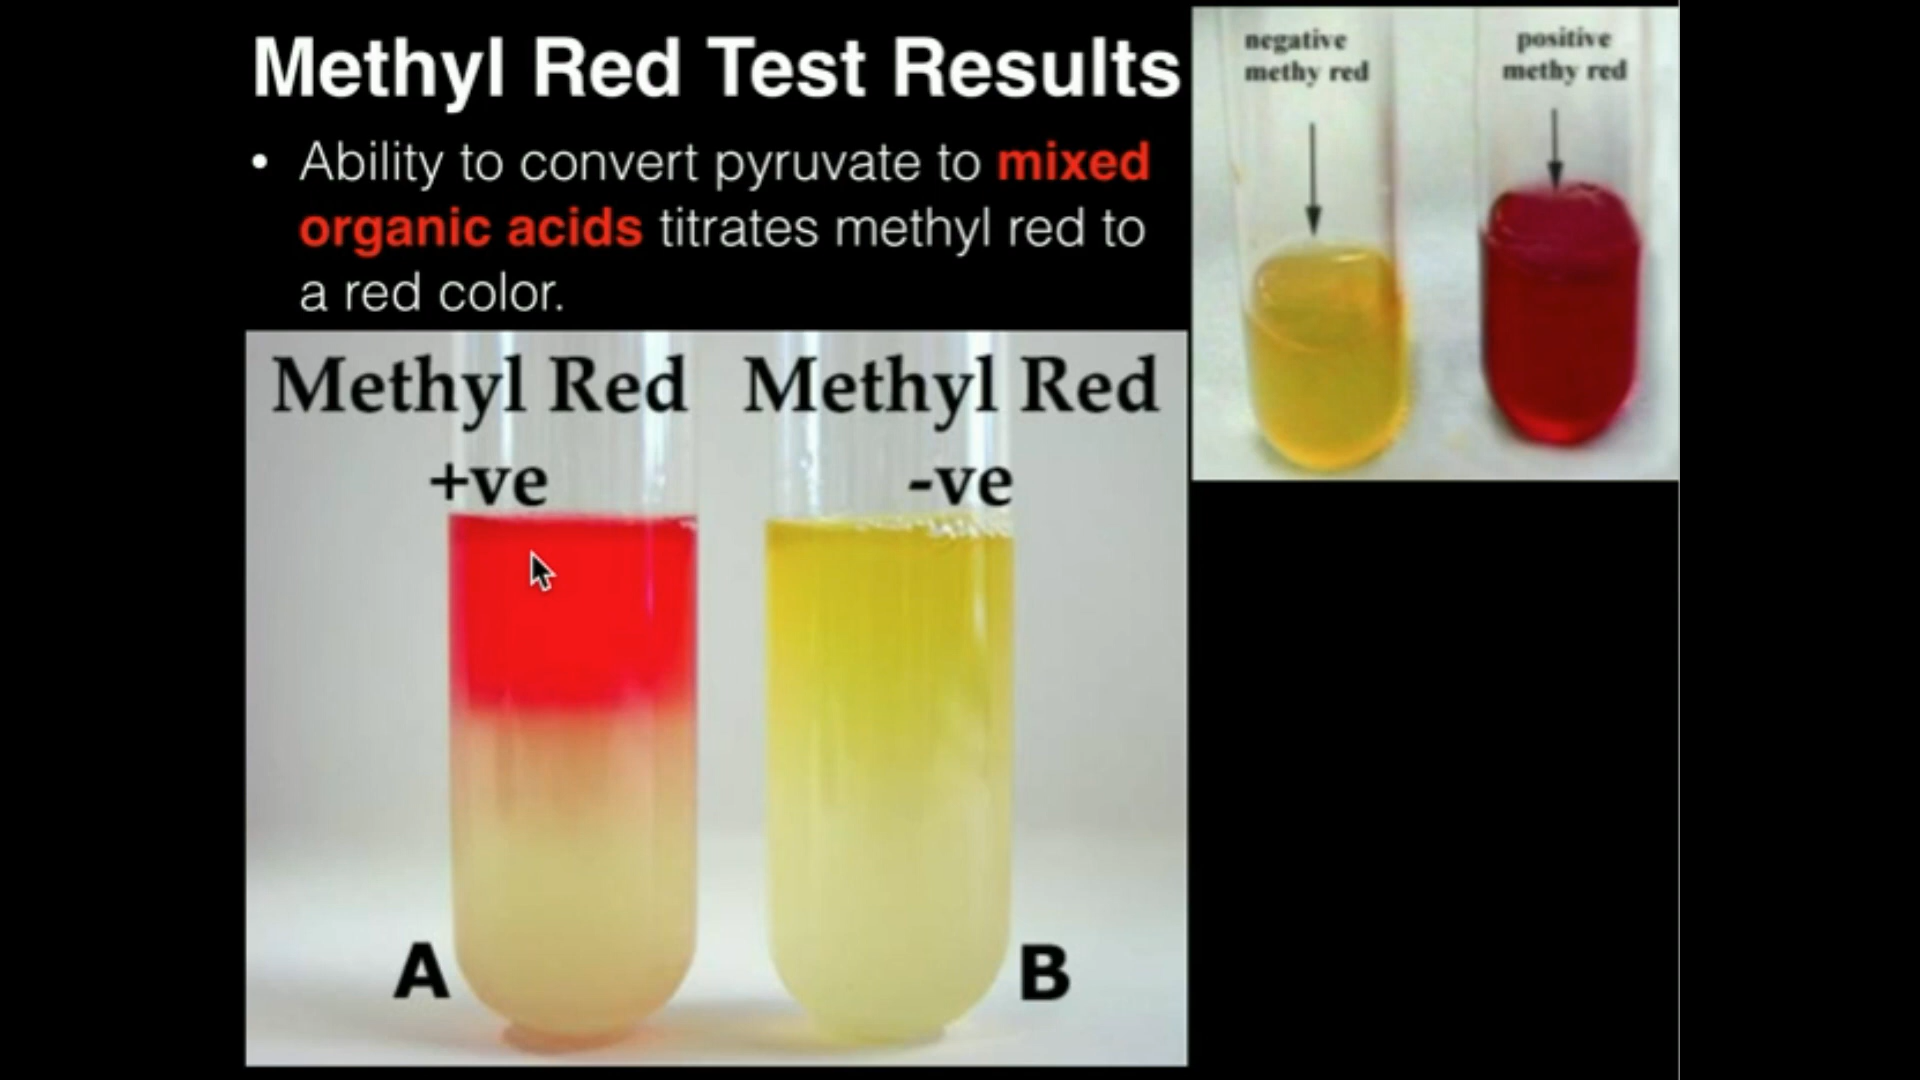 Methyl Red Test Results
• Ability to convert pyruvate to mixed
organic acids titrates methyl red to
a red color.
negative
methy red
positive
methy red
Methyl Red
+ve
Methyl Red
-ve
A
B